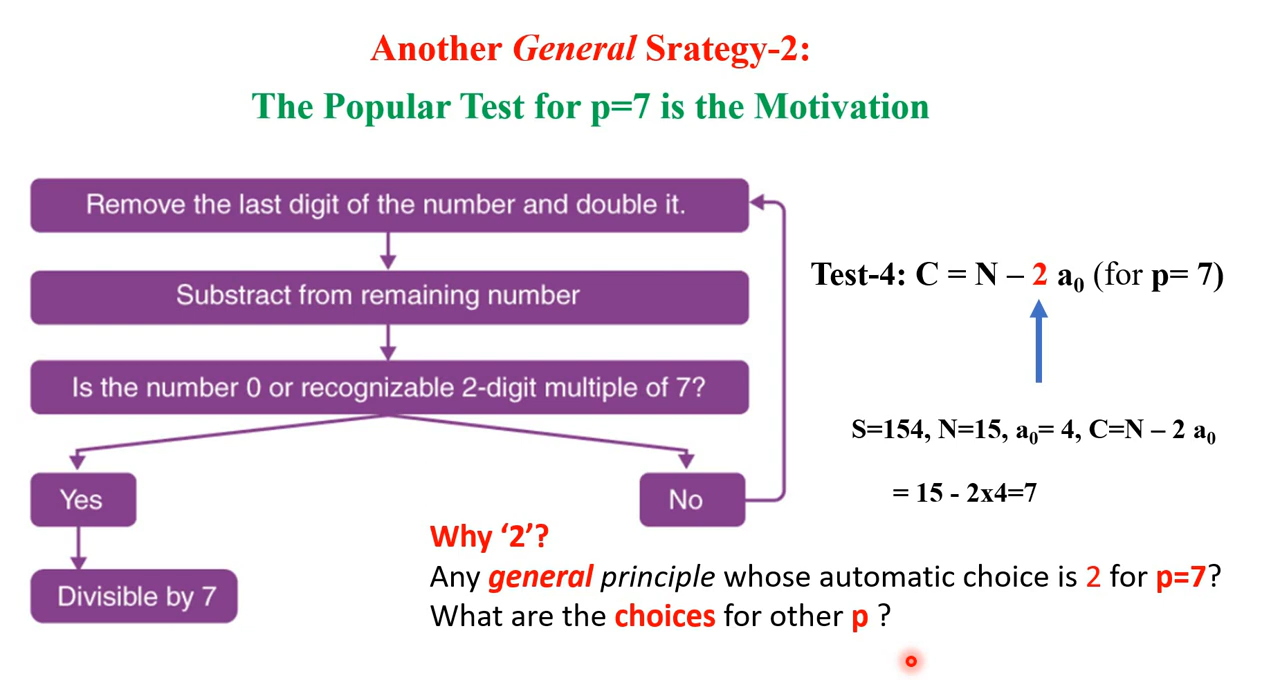 Another General Srategy-2:
The Popular Test for p=7 is the Motivation
Remove the last digit of the number and double it.
Substract from remaining number
Is the number 0 or recognizable 2-digit multiple of 7?
Yes
No
Divisible by 7
Test-4: C = N – 2 a₀ (for p= 7)
S=154, N=15, a₀= 4, C=N – 2 a₀
= 15 - 2x4=7
Why ‘2’?
Any general principle whose automatic choice is 2 for p=7?
What are the choices for other p ?